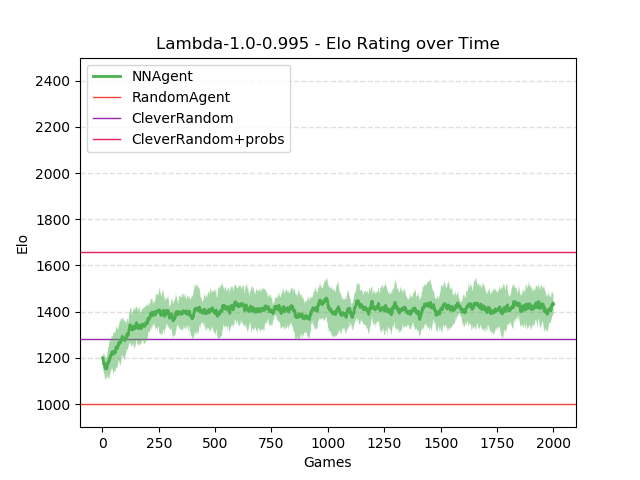 Lambda-1.0-0.995 - Elo Rating over Time
NNAgent
RandomAgent
CleverRandom
CleverRandom+probs
Elo
2400
2200
2000
1800
1600
1400
1200
1000
0 250 500 750 1000 1250 1500 1750 2000
Games